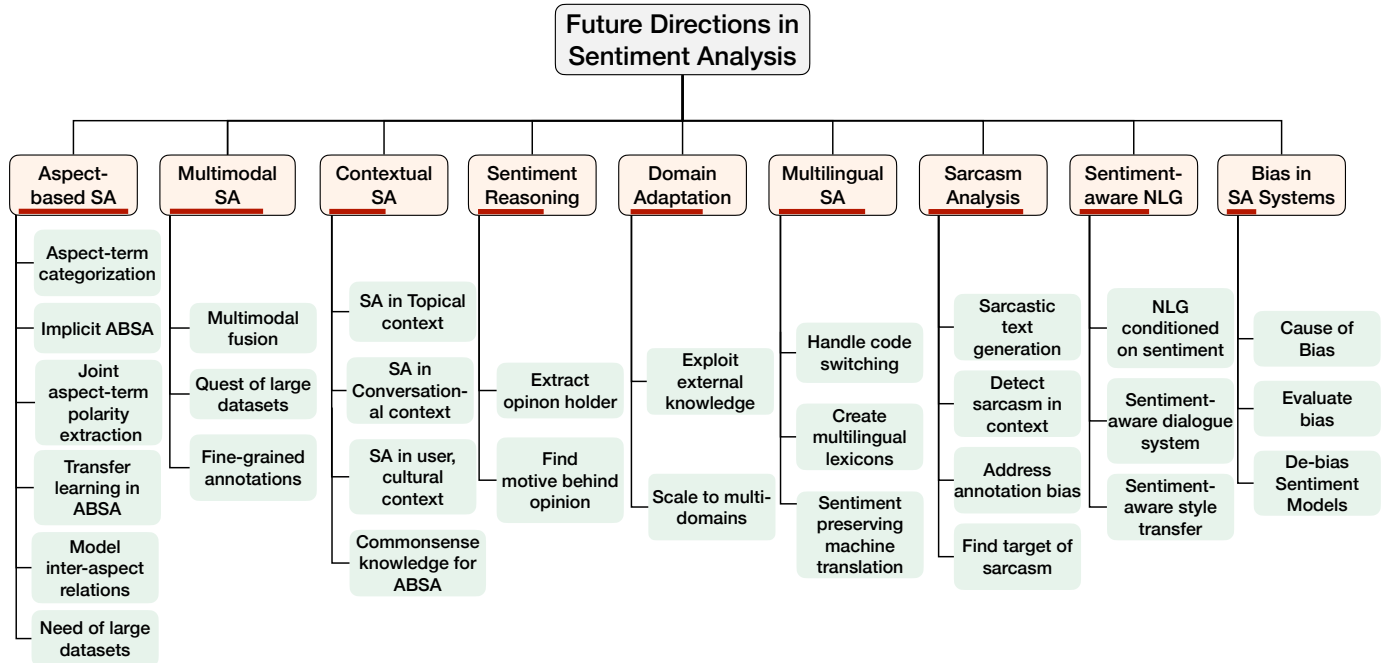 Future Directions in
Sentiment Analysis
Aspect-
based SA
Aspect-term
categorization
Implicit ABSA
Joint
aspect-term
polarity
extraction
Transfer
learning in
ABSA
Model
inter-aspect
relations
Need of large
datasets
Multimodal
SA
Multimodal
fusion
Quest of large
datasets
Fine-grained
annotations
Contextual
SA
SA in Topical
context
SA in
Conversation-
al context
SA in user,
cultural
context
Commonsense
knowledge for
ABSA
Sentiment
Reasoning
Extract
opinon holder
Find
motive behind
opinion
Domain
Adaptation
Exploit
external
knowledge
Scale to multi-
domains
Multilingual
SA
Handle code
switching
Create
multilingual
lexicons
Sentiment
preserving
machine
translation
Sarcasm
Analysis
Sarcastic
text
generation
Detect
sarcasm in
context
Address
annotation bias
Find target of
sarcasm
Sentiment-
aware NLG
NLG
conditioned
on sentiment
Sentiment-
aware dialogue
system
Sentiment-
aware style
transfer
Bias in
SA Systems
Cause of
Bias
Evaluate
bias
De-bias
Sentiment
Models